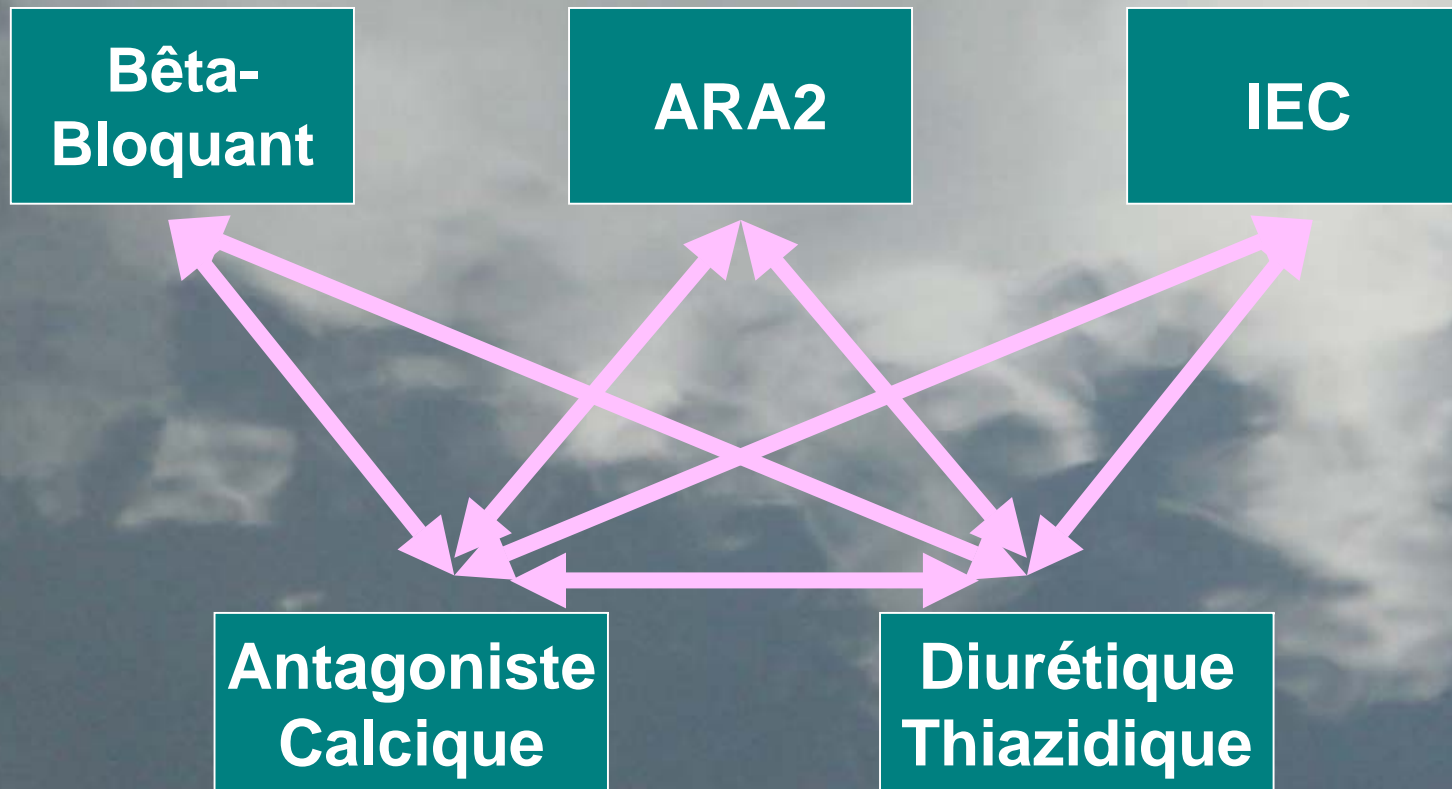 Bêta-
Bloquant
ARA2
IEC
Antagoniste
Calcique
Diurétique
Thiazidique